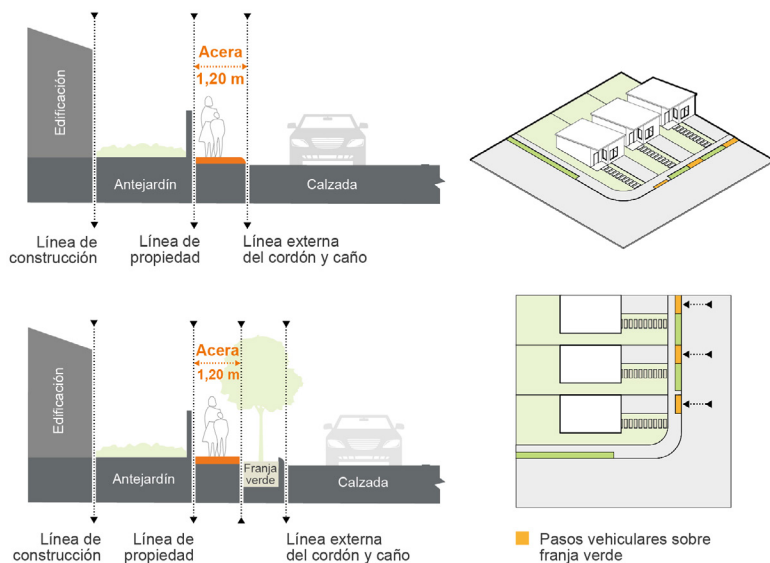 Acera
1,20 m
Edificación
Antejardín
Calzada
Línea de
construcción
Línea de
propiedad
Línea externa
del cordón y caño
Acera
1,20 m
Edificación
Antejardín
Franja
verde
Calzada
Línea de
construcción
Línea de
propiedad
Línea externa
del cordón y caño
Pasos vehiculares sobre
franja verde